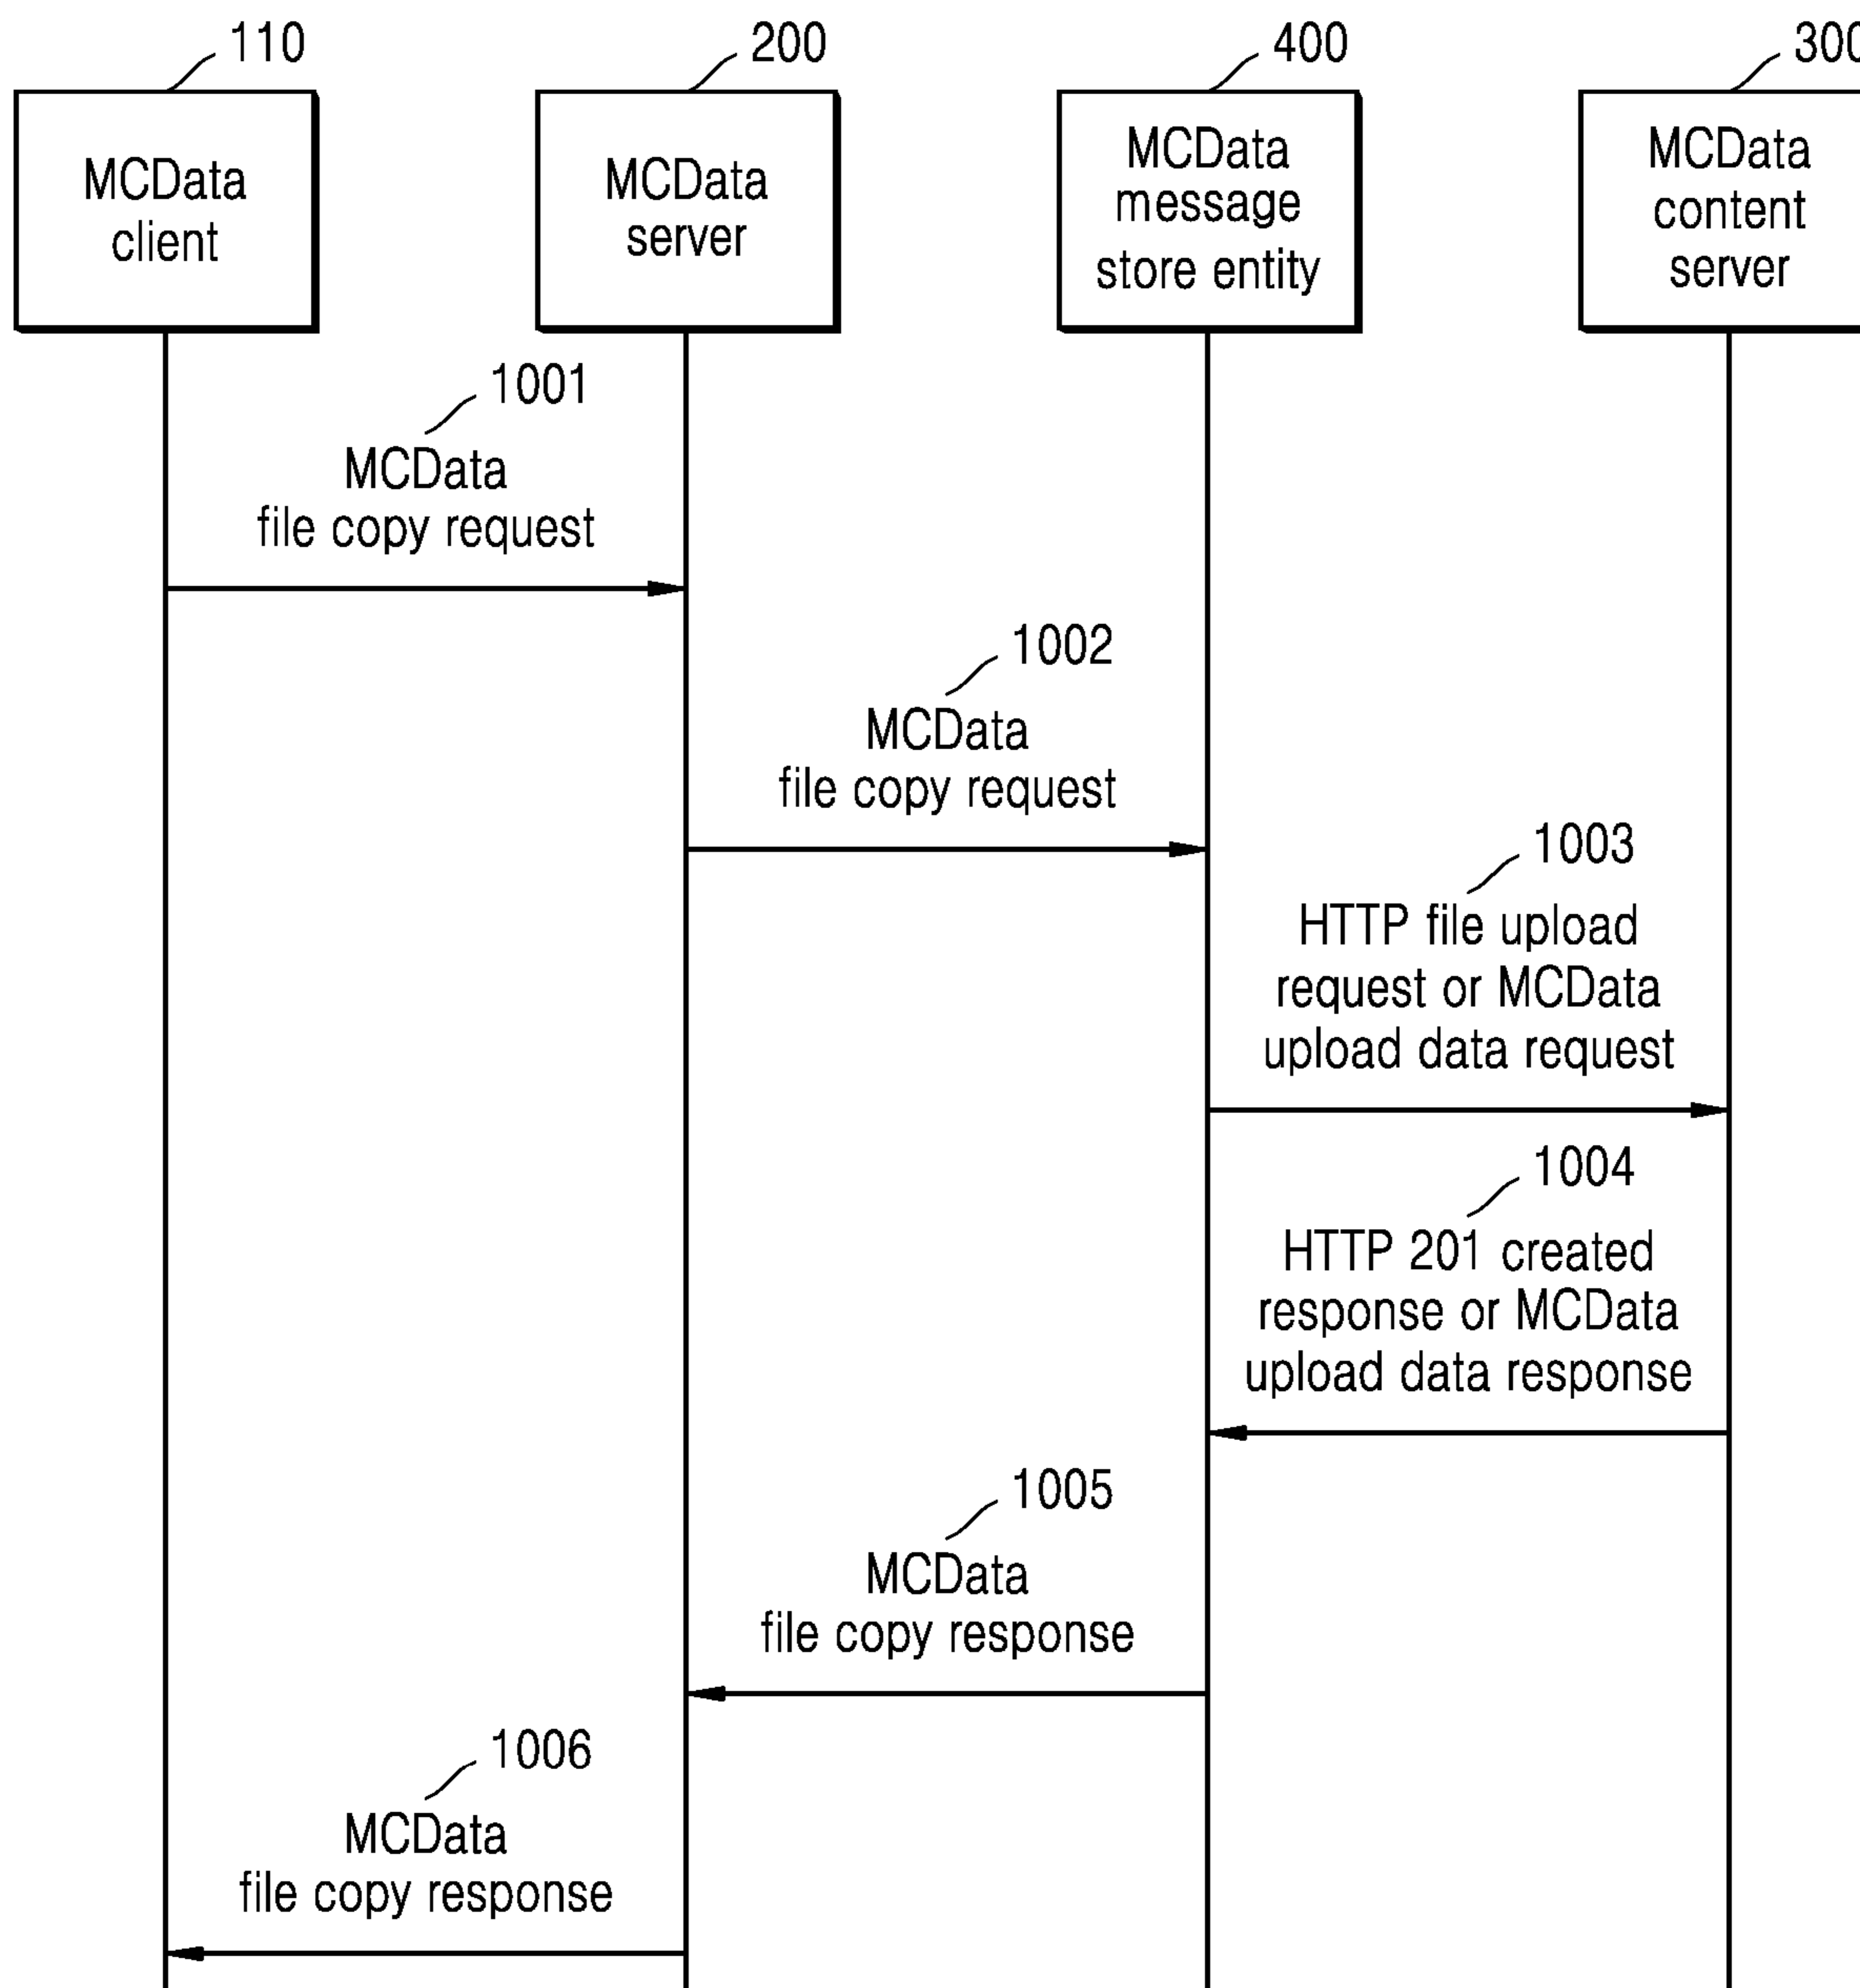 110
200
400
300
MCData
client
MCData
server
MCData
message
store entity
MCData
content
server
1001
MCData
file copy request
1002
MCData
file copy request
1003
HTTP file upload
request or MCData
upload data request
1004
HTTP 201 created
response or MCData
upload data response
1005
MCData
file copy response
1006
MCData
file copy response